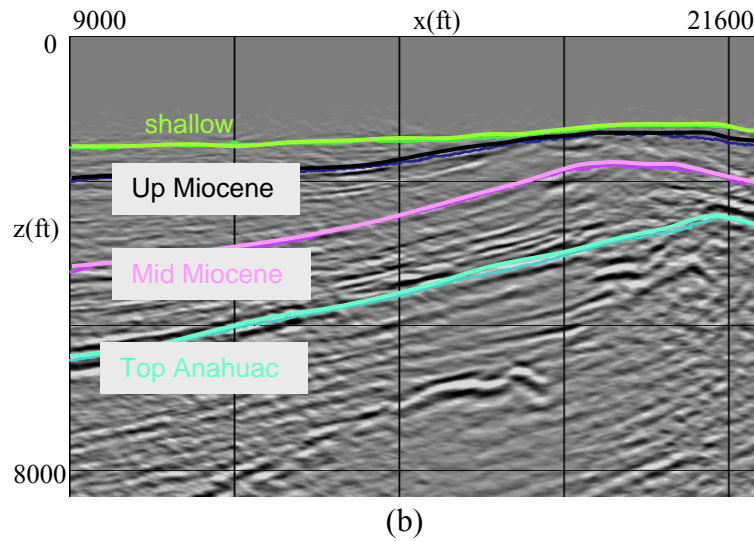 9000 x(ft) 21600
0
shallow
Up Miocene
z(ft)
Mid Miocene
Top Anahuac
8000
(b)